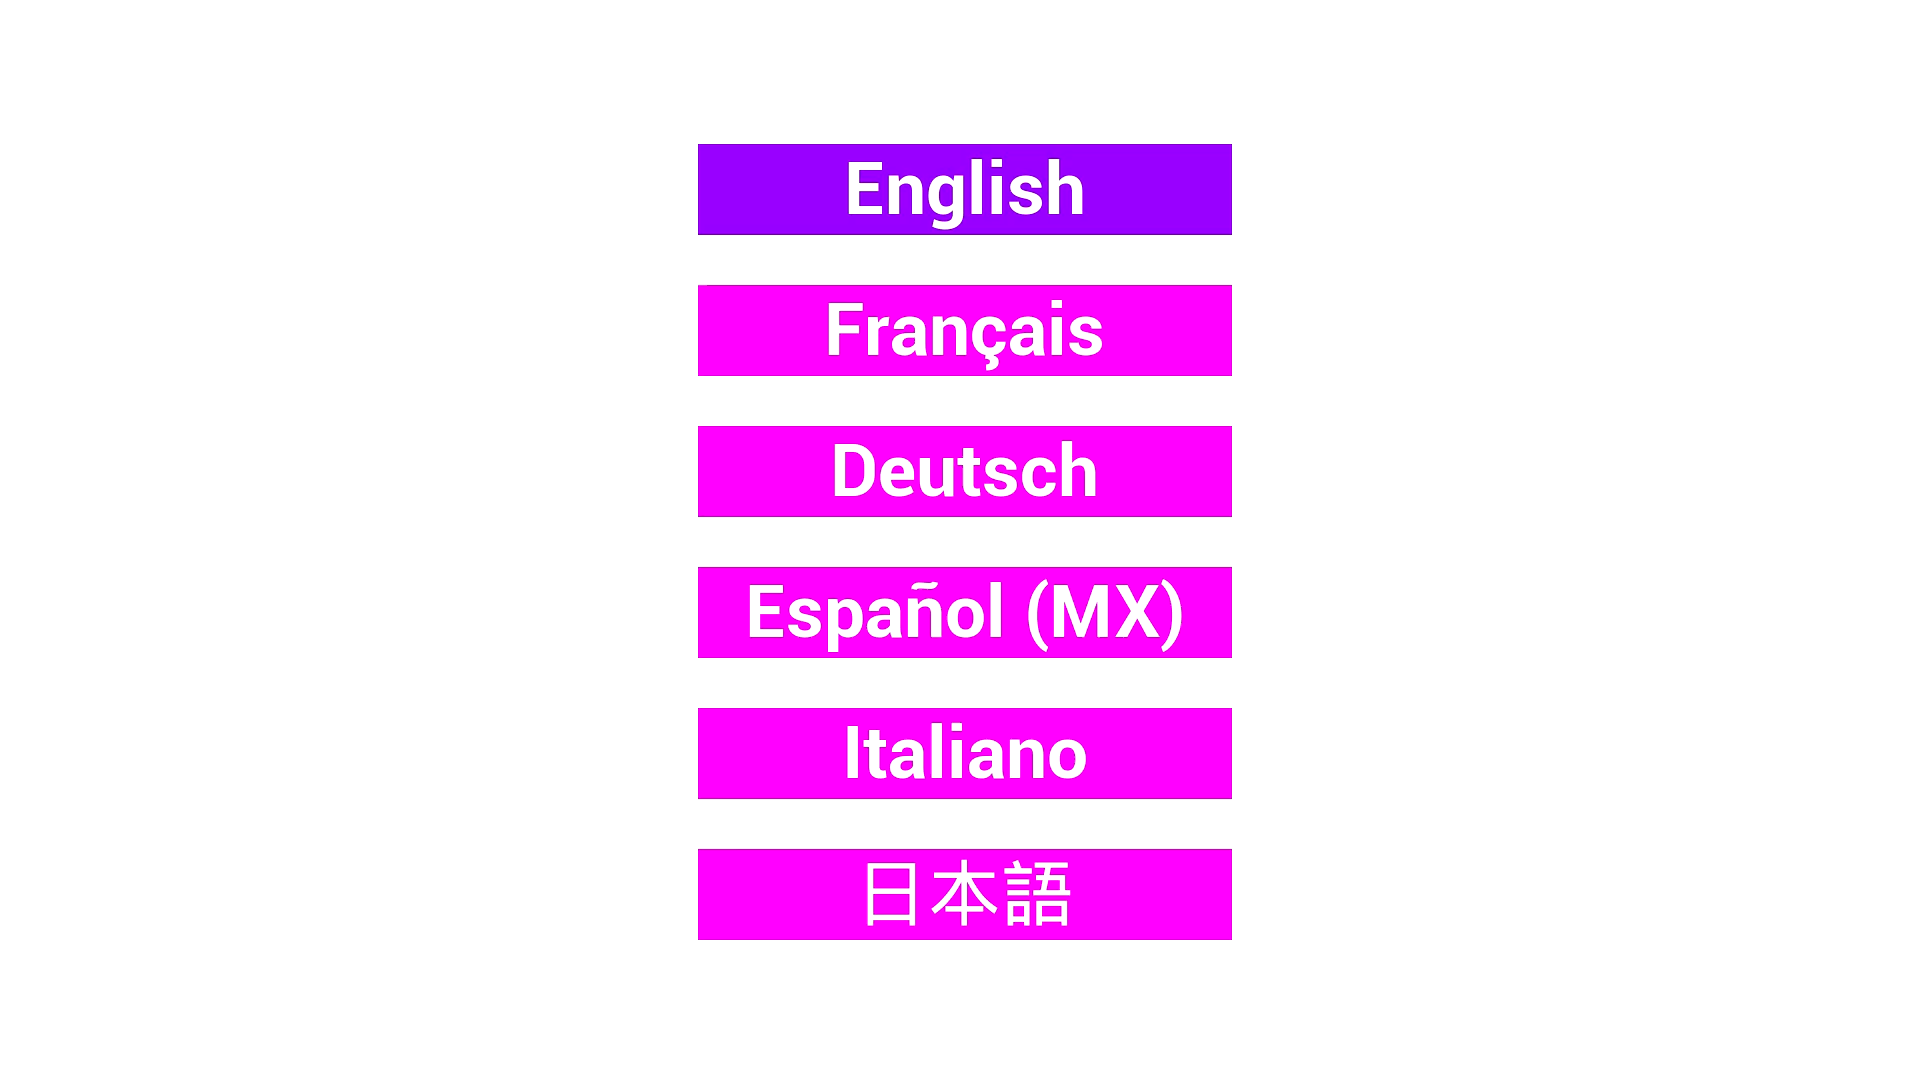 English
Français
Deutsch
Español (MX)
Italiano
日本語